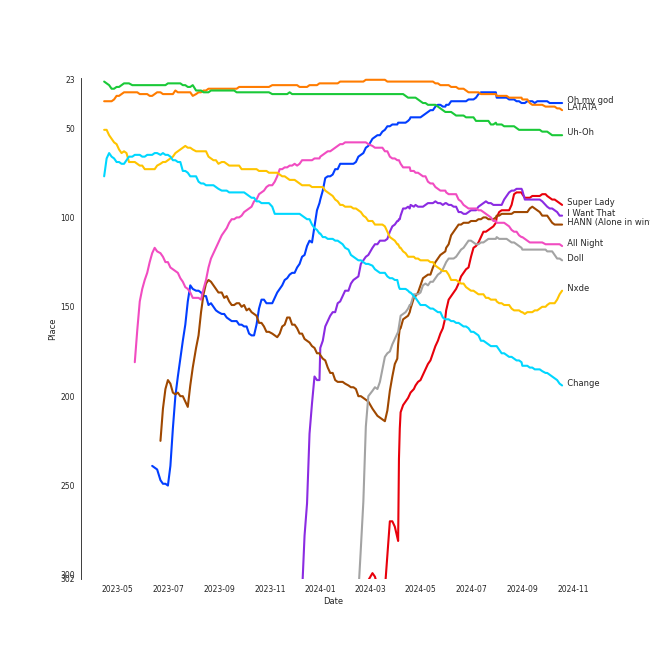 23
50
100
150
200
250
300
302
Place
Oh my god
LATATA
Uh-Oh
Super Lady
I Want That
HANN (Alone in win
All Night
Doll
Nxde
Change
2023-05 2023-07 2023-09 2023-11 2024-01 2024-03 2024-05 2024-07 2024-09 2024-11
Date